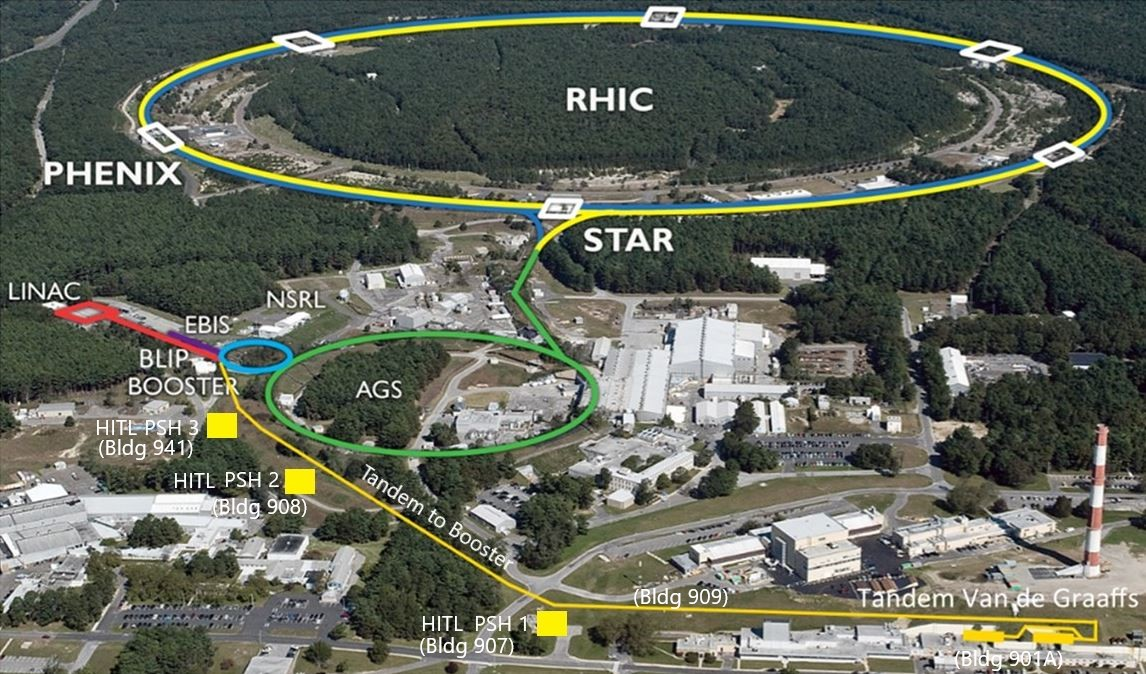 RHIC
PHENIX
STAR
LINAC
NSRL
EBIS
BLIP
BOOSTER
AGS
HITL PSH 3
(Bldg 941)
HITL PSH 2
(Bldg 908)
Tandem to Booster
(Bldg 909)
Tandem Van de Graaffs
HITL PSH 1
(Bldg 907)
(Bldg 901A)